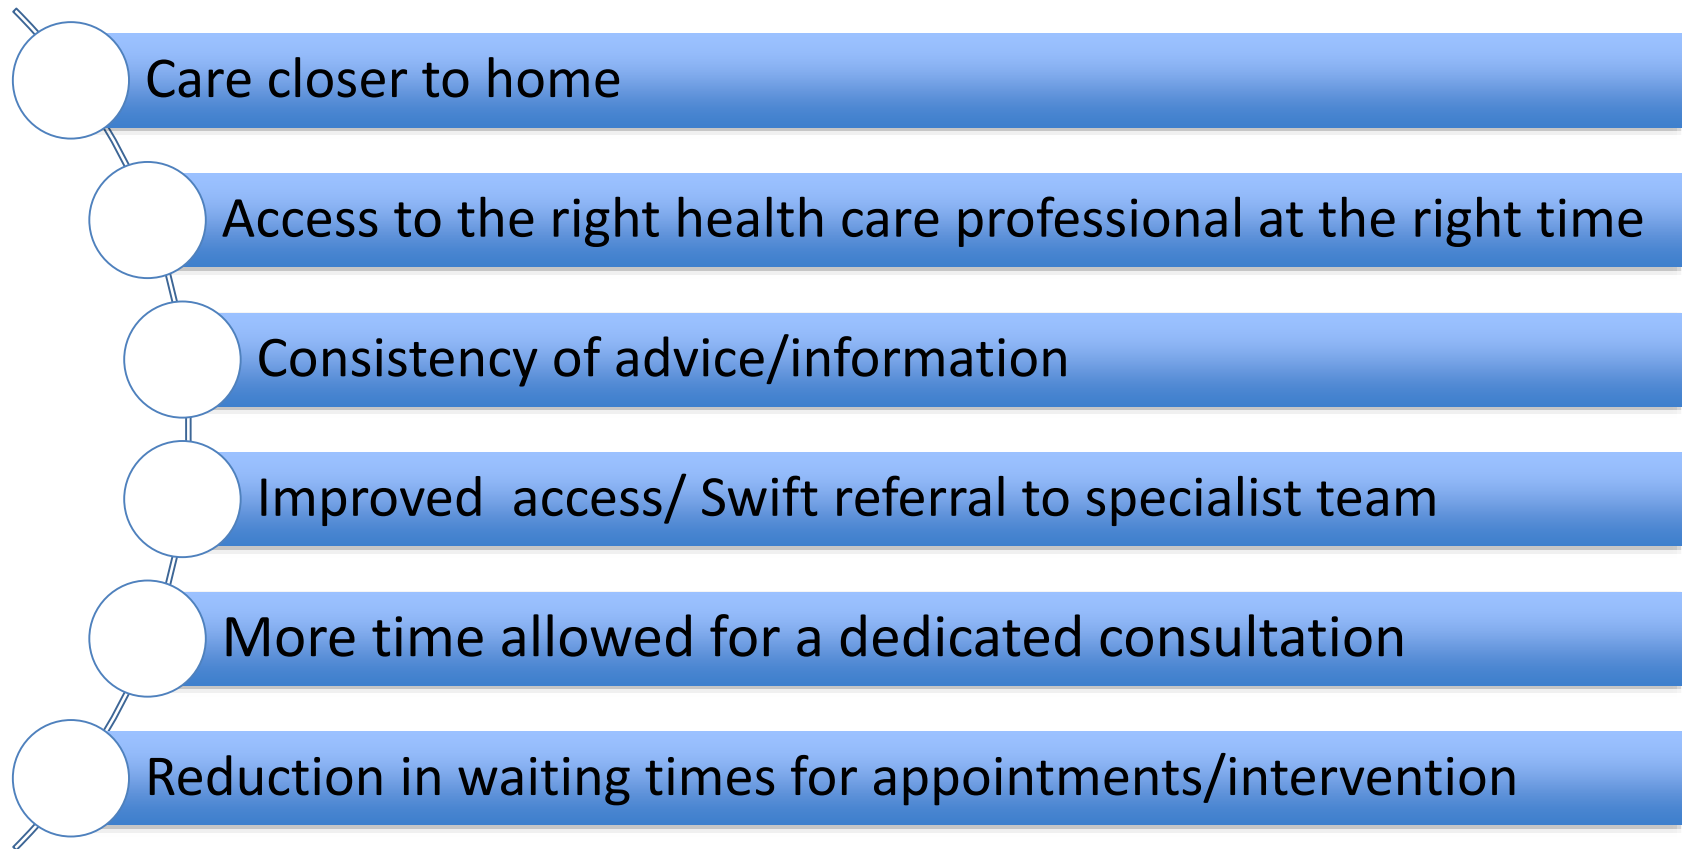 Care closer to home
Access to the right health care professional at the right time
Consistency of advice/information
Improved  access/ Swift referral to specialist team
More time allowed for a dedicated consultation
Reduction in waiting times for appointments/intervention